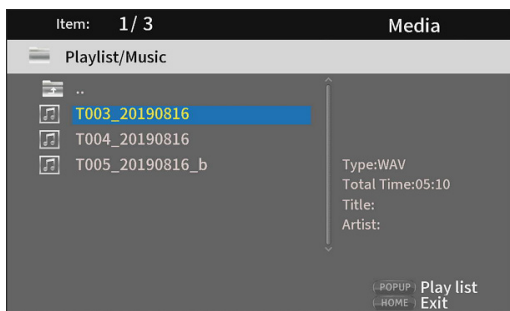 Item: 1/ 3 Media
Playlist/Music
..
T003_20190816
T004_20190816
T005_20190816_b
Type:WAV
Total Time:05:10
Title:
Artist:
POPUP Play list
HOME Exit